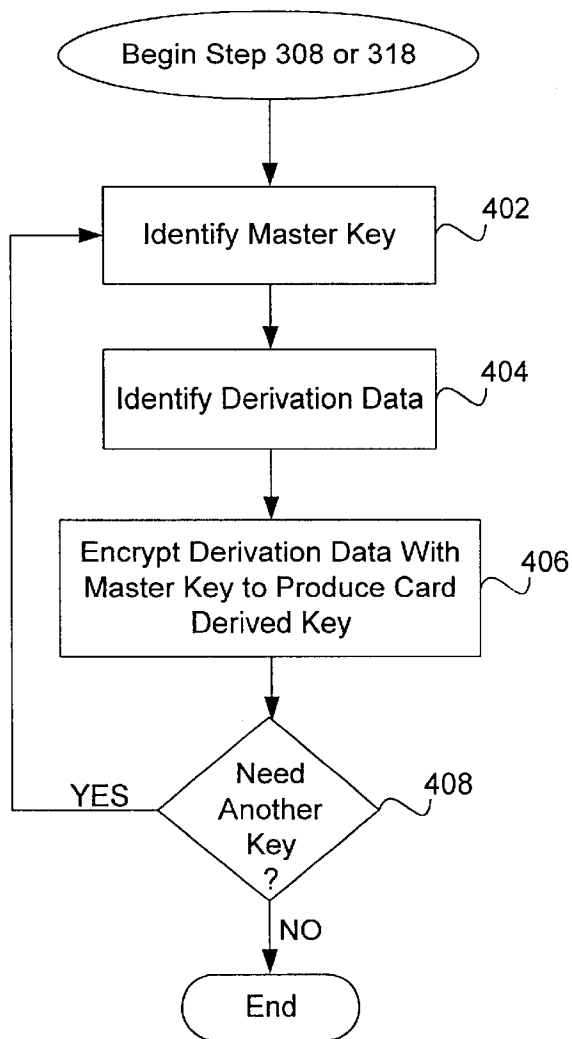 Begin Step 308 or 318
Identify Master Key
402
Identify Derivation Data
404
Encrypt Derivation Data With
Master Key to Produce Card
Derived Key
406
Need
Another
Key
?
408
YES
NO
End